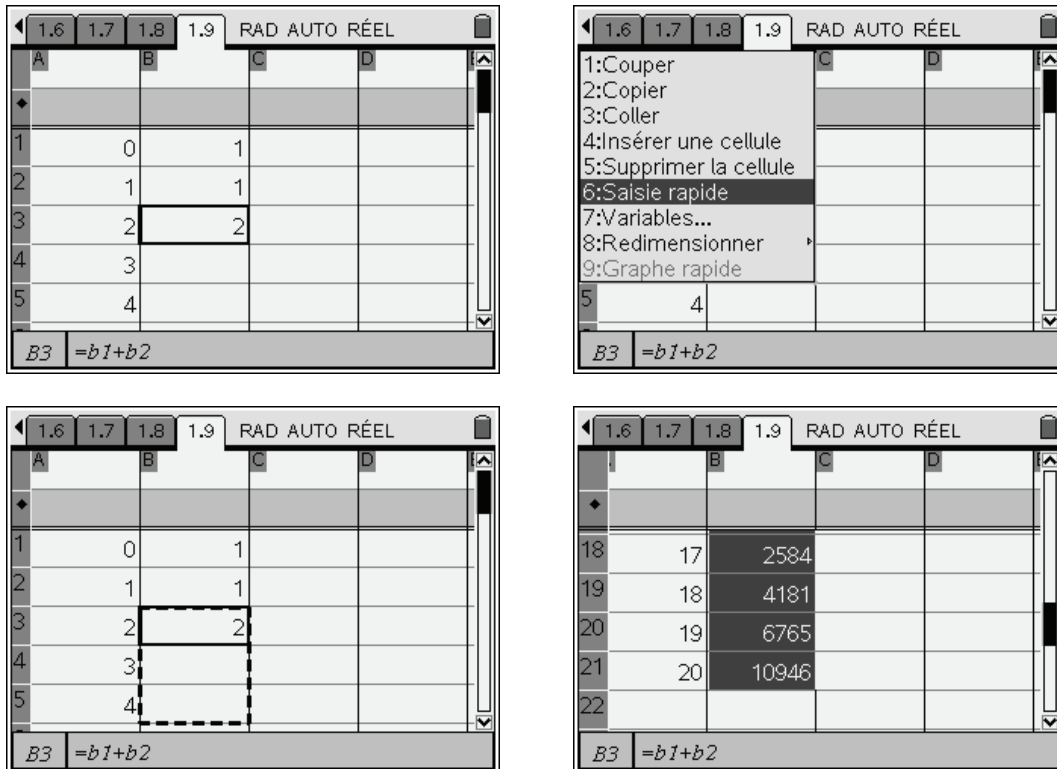 1.6 1.7 1.8 1.9 RAD AUTO RÉEL
A B C D E
◆
1 0 1
2 1 1
3 2 2
4 3
5 4
B3 =b1+b2
1.6 1.7 1.8 1.9 RAD AUTO RÉEL
C D E
1:Couper
2:Copier
3:Coller
4:Insérer une cellule
5:Supprimer la cellule
6:Saisie rapide
7:Variables...
8:Redimensionner
9:Graphe rapide
5 4
B3 =b1+b2
1.6 1.7 1.8 1.9 RAD AUTO RÉEL
A B C D E
◆
1 0 1
2 1 1
3 2 2
4 3
5 4
B3 =b1+b2
1.6 1.7 1.8 1.9 RAD AUTO RÉEL
B C D E
◆
18 17 2584
19 18 4181
20 19 6765
21 20 10946
22
B3 =b1+b2